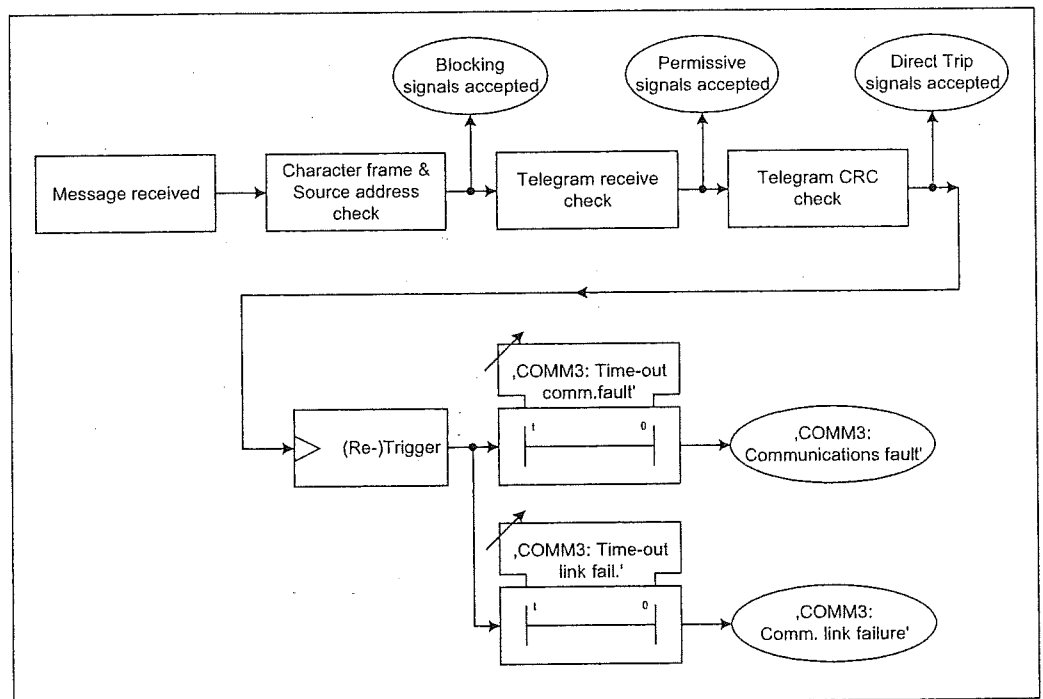 Blocking
signals accepted
Permissive
signals accepted
Direct Trip
signals accepted
Message received
Character frame &
Source address
check
Telegram receive
check
Telegram CRC
check
‚COMM3: Time-out
comm.fault'
t
0
(Re-)Trigger
‚COMM3:
Communications fault'
‚COMM3: Time-out
link fail.'
t
0
‚COMM3:
Comm. link failure'